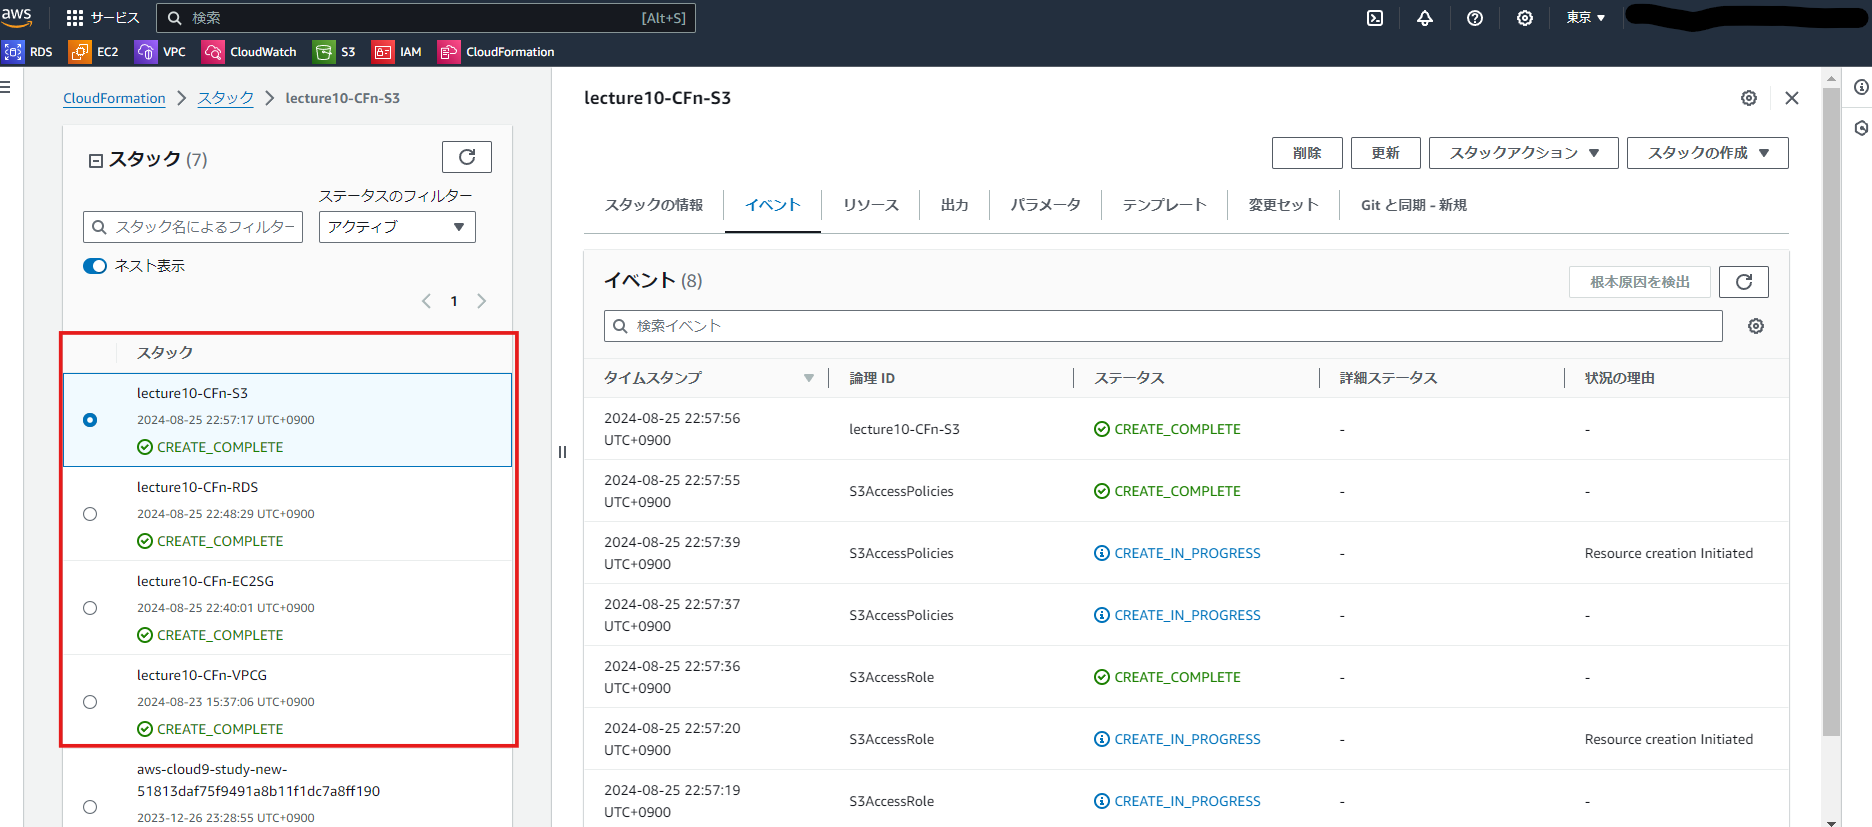 aws
サービス
検索
[Alt+S]
東京
RDS
EC2
VPC
CloudWatch
S3
IAM
CloudFormation
CloudFormation
スタック
lecture10-CFn-S3
スタック (7)
ステータスのフィルター
スタック名によるフィルター
アクティブ
ネスト表示
1
スタック
lecture10-CFn-S3
2024-08-25 22:57:17 UTC+0900
CREATE_COMPLETE
lecture10-CFn-RDS
2024-08-25 22:48:29 UTC+0900
CREATE_COMPLETE
lecture10-CFn-EC2SG
2024-08-25 22:40:01 UTC+0900
CREATE_COMPLETE
lecture10-CFn-VPCG
2024-08-23 15:37:06 UTC+0900
CREATE_COMPLETE
aws-cloud9-study-new-
51813daf75f9491a8b11f1dc7a8ff190
2023-12-26 23:28:55 UTC+0900
lecture10-CFn-S3
削除
更新
スタックアクション
スタックの作成
スタックの情報
イベント
リソース
出力
パラメータ
テンプレート
変更セット
Git と同期 - 新規
イベント (8)
根本原因を検出
検索イベント
タイムスタンプ
論理 ID
ステータス
詳細ステータス
状況の理由
2024-08-25 22:57:56
UTC+0900
lecture10-CFn-S3
CREATE_COMPLETE
-
-
2024-08-25 22:57:55
UTC+0900
S3AccessPolicies
CREATE_COMPLETE
-
-
2024-08-25 22:57:39
UTC+0900
S3AccessPolicies
CREATE_IN_PROGRESS
-
Resource creation Initiated
2024-08-25 22:57:37
UTC+0900
S3AccessPolicies
CREATE_IN_PROGRESS
-
-
2024-08-25 22:57:36
UTC+0900
S3AccessRole
CREATE_COMPLETE
-
-
2024-08-25 22:57:20
UTC+0900
S3AccessRole
CREATE_IN_PROGRESS
-
Resource creation Initiated
2024-08-25 22:57:19
UTC+0900
S3AccessRole
CREATE_IN_PROGRESS
-
-